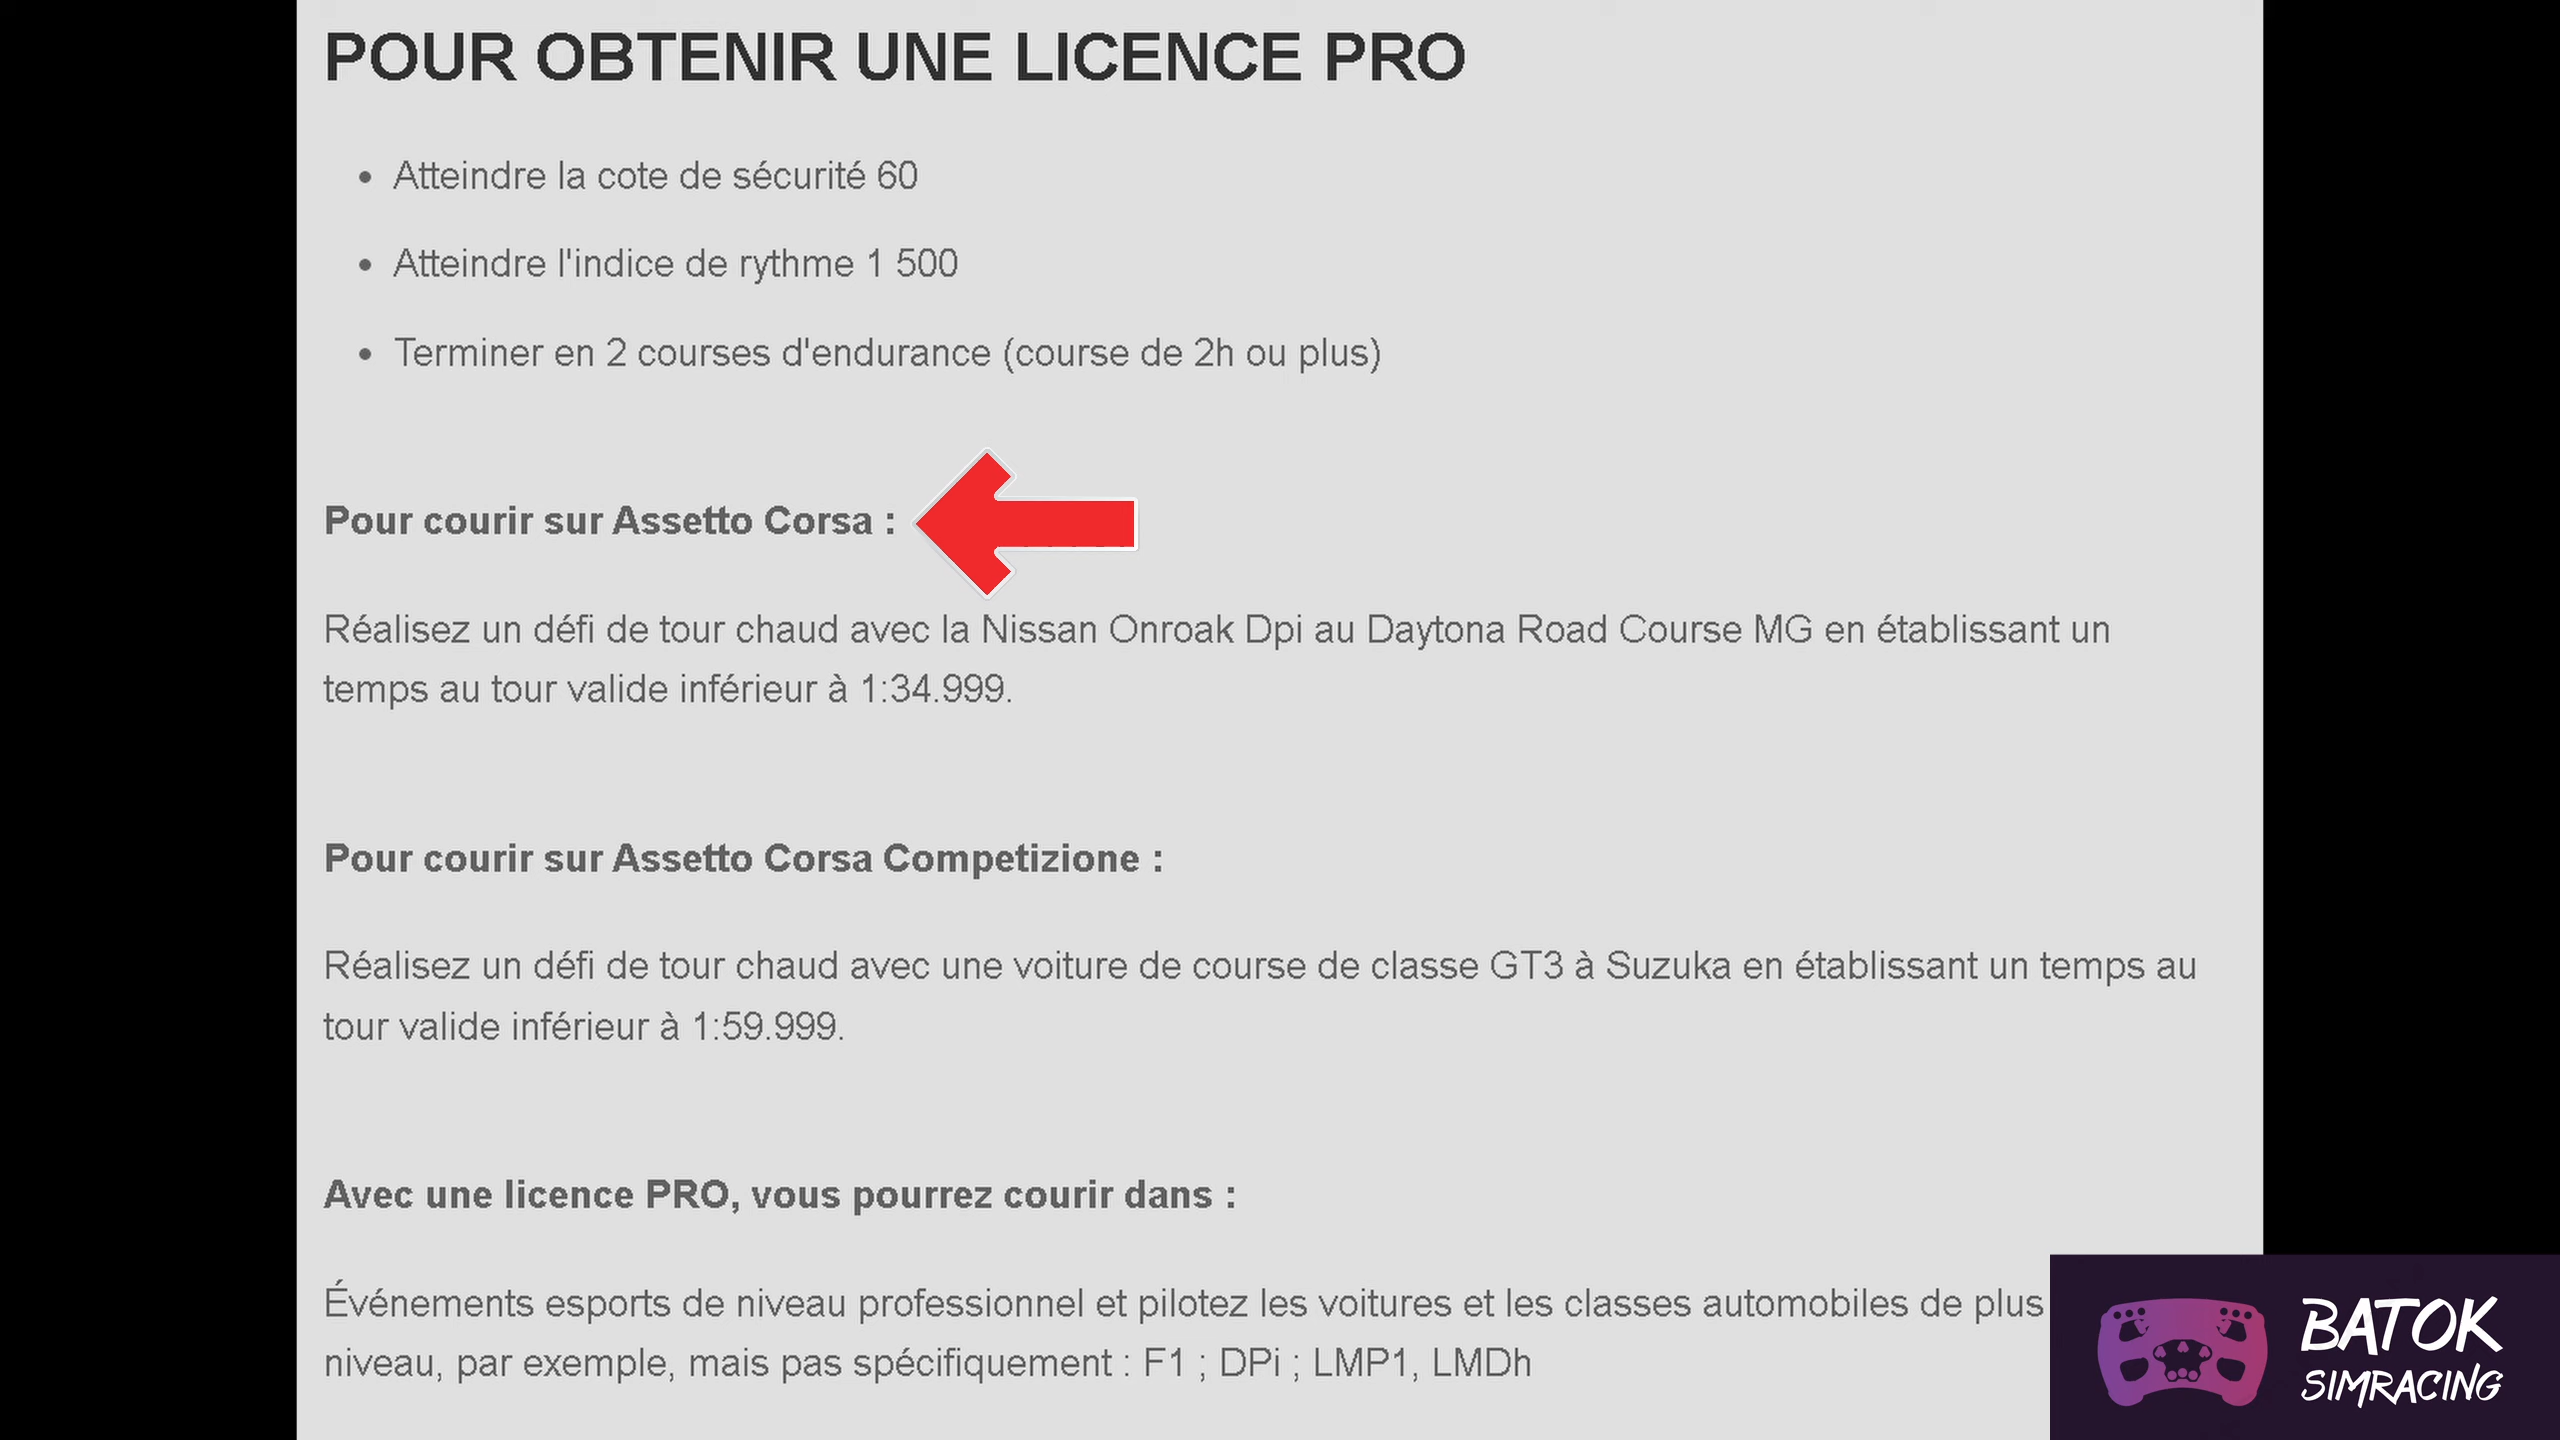 POUR OBTENIR UNE LICENCE PRO
• Atteindre la cote de sécurité 60
• Atteindre l'indice de rythme 1 500
• Terminer en 2 courses d'endurance (course de 2h ou plus)
Pour courir sur Assetto Corsa :
Réalisez un défi de tour chaud avec la Nissan Onroak Dpi au Daytona Road Course MG en établissant un
temps au tour valide inférieur à 1:34.999.
Pour courir sur Assetto Corsa Competizione :
Réalisez un défi de tour chaud avec une voiture de course de classe GT3 à Suzuka en établissant un temps au
tour valide inférieur à 1:59.999.
Avec une licence PRO, vous pourrez courir dans :
Événements esports de niveau professionnel et pilotez les voitures et les classes automobiles de plus
niveau, par exemple, mais pas spécifiquement : F1 ; DPi ; LMP1, LMDh
BATOK
SIMRACING